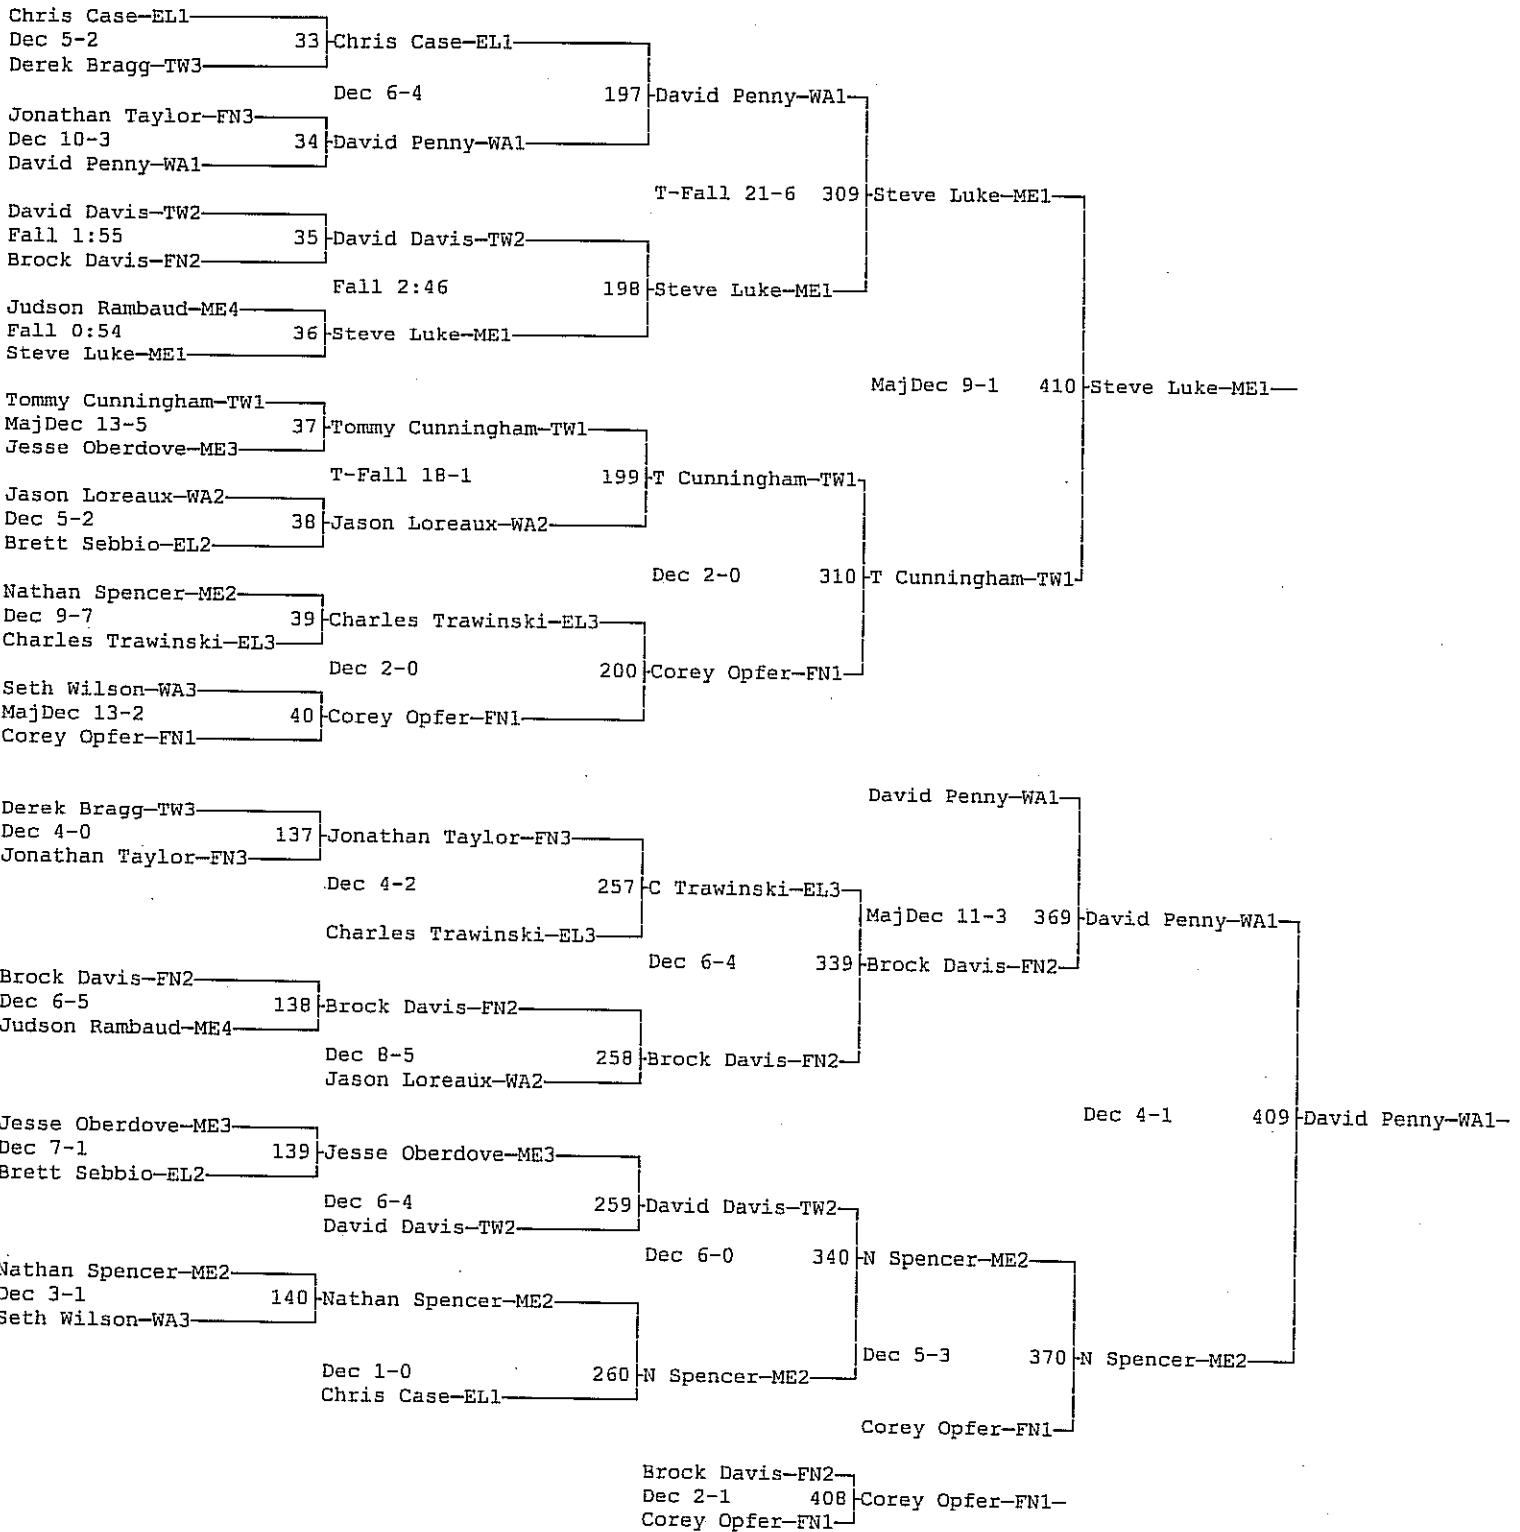 Chris Case—EL1
Dec 5-2 33 Chris Case—EL1
Derek Bragg—TW3
Dec 6-4 197 David Penny—WA1
Jonathan Taylor—FN3
Dec 10-3 34 David Penny—WA1
David Penny—WA1
T-Fall 21-6 309 Steve Luke—ME1
David Davis—TW2
Fall 1:55 35 David Davis—TW2
Brock Davis—FN2
Fall 2:46 198 Steve Luke—ME1
Judson Rambaud—ME4
Fall 0:54 36 Steve Luke—ME1
Steve Luke—ME1
MajDec 9-1 410 Steve Luke—ME1
Tommy Cunningham—TW1
MajDec 13-5 37 Tommy Cunningham—TW1
Jesse Oberdove—ME3
T-Fall 18-1 199 T Cunningham—TW1
Jason Loreaux—WA2
Dec 5-2 38 Jason Loreaux—WA2
Brett Sebbio—EL2
Dec 2-0 310 T Cunningham—TW1
Nathan Spencer—ME2
Dec 9-7 39 Charles Trawinski—EL3
Charles Trawinski—EL3
Dec 2-0 200 Corey Opfer—FN1
Seth Wilson—WA3
MajDec 13-2 40 Corey Opfer—FN1
Corey Opfer—FN1
David Penny—WA1
Derek Bragg—TW3
Dec 4-0 137 Jonathan Taylor—FN3
Jonathan Taylor—FN3
Dec 4-2 257 C Trawinski—EL3
MajDec 11-3 369 David Penny—WA1
Charles Trawinski—EL3
Dec 6-4 339 Brock Davis—FN2
Brock Davis—FN2
Dec 6-5 138 Brock Davis—FN2
Judson Rambaud—ME4
Dec 8-5 258 Brock Davis—FN2
Jason Loreaux—WA2
Dec 4-1 409 David Penny—WA1
Jesse Oberdove—ME3
Dec 7-1 139 Jesse Oberdove—ME3
Brett Sebbio—EL2
Dec 6-4 259 David Davis—TW2
David Davis—TW2
Dec 6-0 340 N Spencer—ME2
Nathan Spencer—ME2
Dec 3-1 140 Nathan Spencer—ME2
Seth Wilson—WA3
Dec 5-3 370 N Spencer—ME2
Dec 1-0 260 N Spencer—ME2
Chris Case—EL1
Corey Opfer—FN1
Brock Davis—FN2
Dec 2-1 408 Corey Opfer—FN1
Corey Opfer—FN1